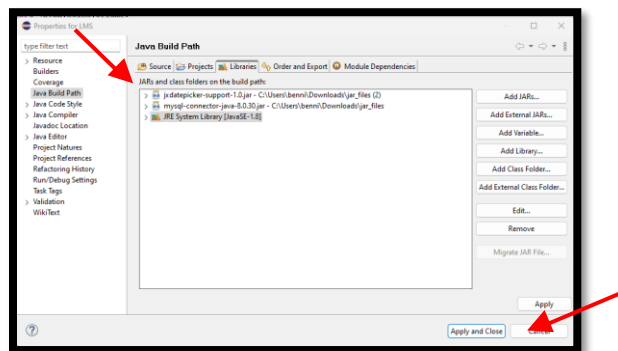 Properties for LMS
type filter text
Resource
Builders
Coverage
Java Build Path
Java Code Style
Java Compiler
Javadoc Location
Java Editor
Project Natures
Project References
Refactoring History
Run/Debug Settings
Task Tags
Validation
WikiText
Java Build Path
Source Projects Libraries Order and Export Module Dependencies
JARs and class folders on the build path:
jxdatepicker-support-1.0.jar - C:\Users\benni\Downloads\jar_files (2)
mysql-connector-java-8.0.30.jar - C:\Users\benni\Downloads\jar_files
JRE System Library [JavaSE-1.8]
Add JARs...
Add External JARs...
Add Variable...
Add Library...
Add Class Folder...
Add External Class Folder...
Edit...
Remove
Migrate JAR File...
Apply
Apply and Close Cancel